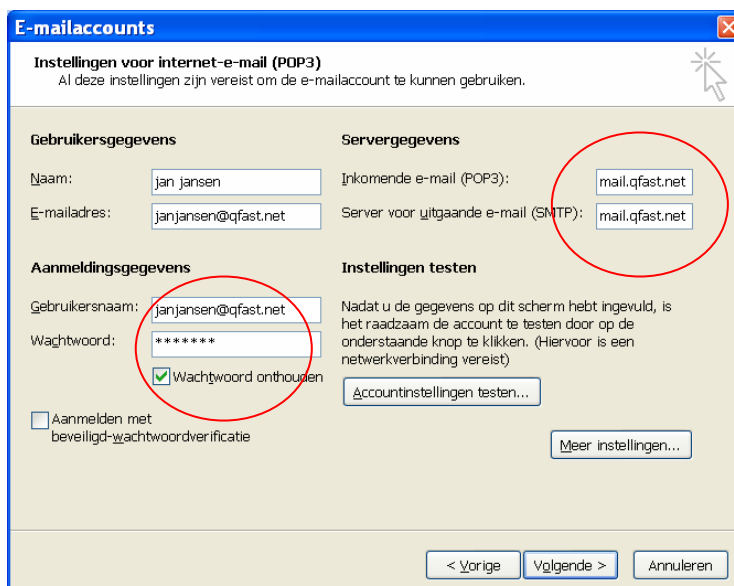 E-mailaccounts
Instellingen voor internet-e-mail (POP3)
Al deze instellingen zijn vereist om de e-mailaccount te kunnen gebruiken.
Gebruikersgegevens
Naam: jan jansen
E-mailadres: janjansen@qfast.net
Servergegevens
Inkomende e-mail (POP3): mail.qfast.net
Server voor uitgaande e-mail (SMTP): mail.qfast.net
Aanmeldingsgegevens
Gebruikersnaam: janjansen@qfast.net
Wachtwoord: *******
Wachtwoord onthouden
Aanmelden met
beveiligd-wachtwoordverificatie
Instellingen testen
Nadat u de gegevens op dit scherm hebt ingevuld, is
het raadzaam de account te testen door op de
onderstaande knop te klikken. (Hiervoor is een
netwerkverbinding vereist)
Accountinstellingen testen...
Meer instellingen...
< Vorige
Volgende >
Annuleren